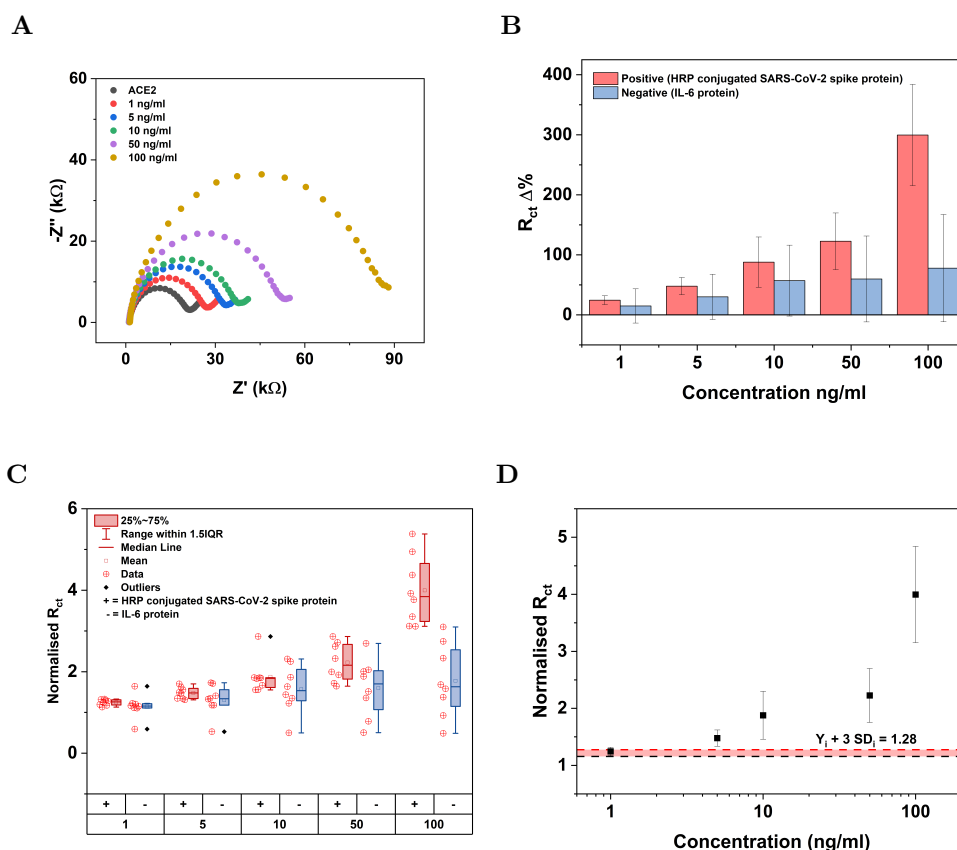 A
60
40
20
0
-Z'' (kΩ)
ACE2
1 ng/ml
5 ng/ml
10 ng/ml
50 ng/ml
100 ng/ml
0 30 60 90
Z' (kΩ)
B
400
300
200
100
0
R_ct Δ%
Positive (HRP conjugated SARS-CoV-2 spike protein)
Negative (IL-6 protein)
1 5 10 50 100
Concentration ng/ml
C
6
4
2
0
Normalised R_ct
25%~75%
Range within 1.5IQR
Median Line
Mean
Data
Outliers
+ = HRP conjugated SARS-CoV-2 spike protein
- = IL-6 protein
+ - + - + - + - + -
1 5 10 50 100
D
5
4
3
2
1
Normalised R_ct
Y_i + 3 SD_i = 1.28
1 10 100
Concentration (ng/ml)